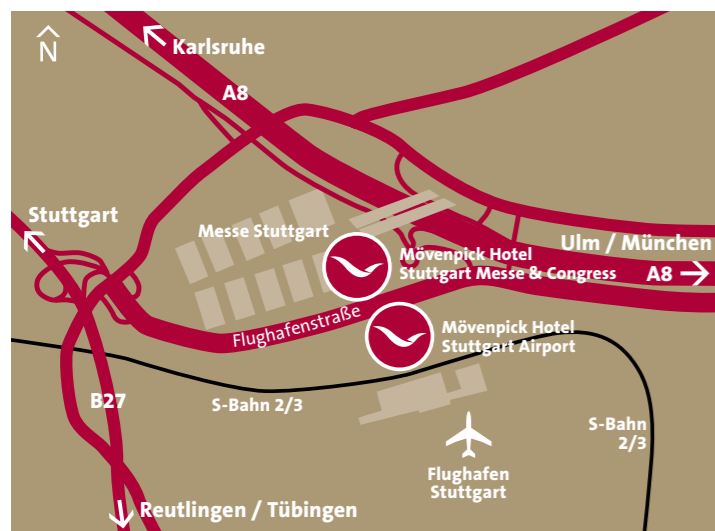 N
Karlsruhe
A8
Stuttgart
Messe Stuttgart
Ulm / München
A8
Mövenpick Hotel
Stuttgart Messe & Congress
Flughafenstraße
Mövenpick Hotel
Stuttgart Airport
B27
S-Bahn 2/3
S-Bahn
2/3
Flughafen
Stuttgart
Reutlingen / Tübingen